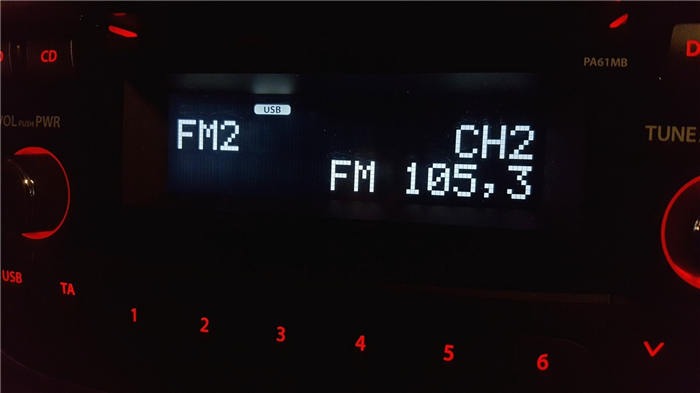 CD
PA61MB
VOL PUSH PWR
TUNE
USB
FM2
CH2
FM 105,3
USB
TA
1 2 3 4 5 6